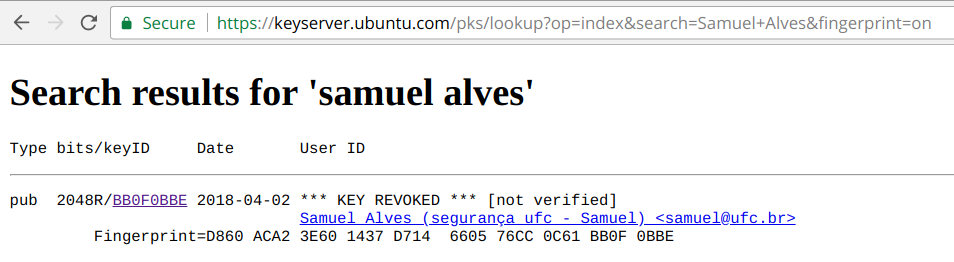 Secure https://keyserver.ubuntu.com/pks/lookup?op=index&search=Samuel+Alves&fingerprint=on
Search results for 'samuel alves'
Type bits/keyID Date User ID
pub 2048R/BB0F0BBE 2018-04-02 *** KEY REVOKED *** [not verified]
Samuel Alves (segurança ufc - Samuel) <samuel@ufc.br>
Fingerprint=D860 ACA2 3E60 1437 D714 6605 76CC 0C61 BB0F 0BBE